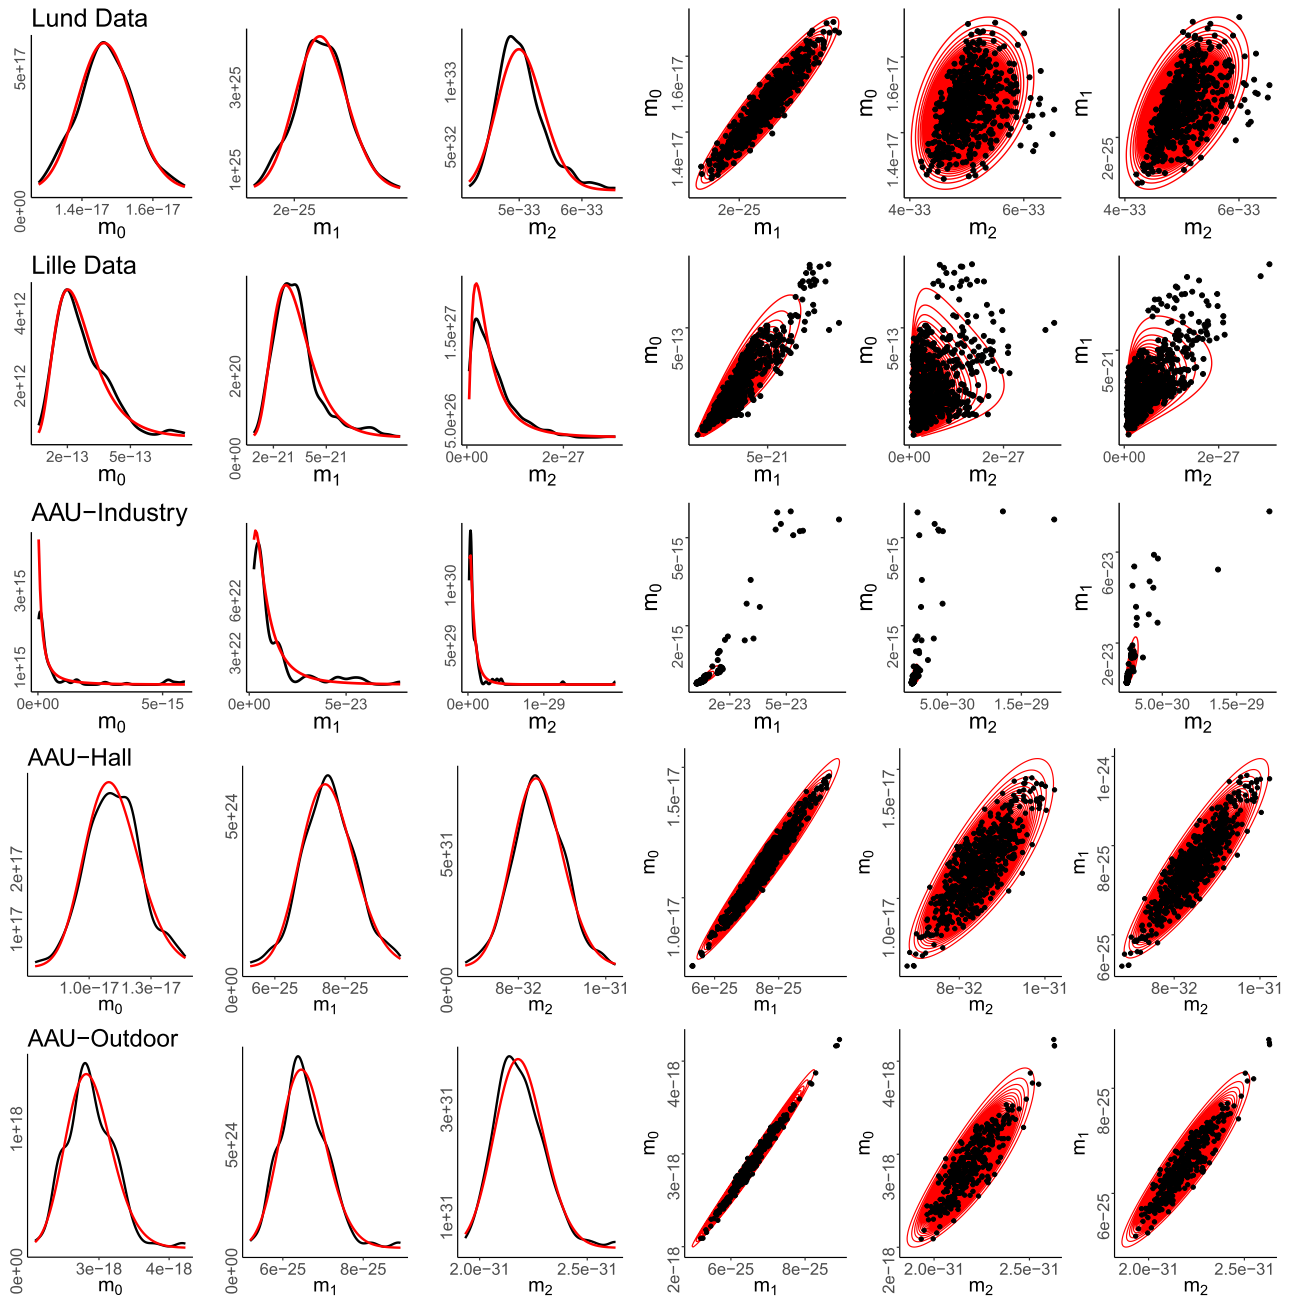 Lund Data
0e+00 5e+17
1.4e-17 1.6e-17
m0
1e+25 3e+25
2e-25
m1
5e+32 1e+33
5e-33 6e-33
m2
m0
1.4e-17 1.6e-17
2e-25
m1
m0
1.4e-17 1.6e-17
4e-33 6e-33
m2
m1
2e-25
4e-33 6e-33
m2
Lille Data
2e+12 4e+12
2e-13 5e-13
m0
0e+00 2e+20
2e-21 5e-21
m1
5.0e+26 1.5e+27
0e+00 2e-27
m2
m0
5e-13
5e-21
m1
m0
5e-13
0e+00 2e-27
m2
m1
5e-21
0e+00 2e-27
m2
AAU−Industry
1e+15 3e+15
0e+00 5e-15
m0
3e+22 6e+22
0e+00 5e-23
m1
5e+29 1e+30
0e+00 1e-29
m2
m0
2e-15 5e-15
2e-23 5e-23
m1
m0
2e-15 5e-15
5.0e-30 1.5e-29
m2
m1
2e-23 6e-23
5.0e-30 1.5e-29
m2
AAU−Hall
1e+17 2e+17
1.0e-17 1.3e-17
m0
0e+00 5e+24
6e-25 8e-25
m1
0e+00 5e+31
8e-32 1e-31
m2
m0
1.0e-17 1.5e-17
6e-25 8e-25
m1
m0
1.0e-17 1.5e-17
8e-32 1e-31
m2
m1
6e-25 8e-25 1e-24
8e-32 1e-31
m2
AAU−Outdoor
0e+00 1e+18
3e-18 4e-18
m0
0e+00 5e+24
6e-25 8e-25
m1
1e+31 3e+31
2.0e-31 2.5e-31
m2
m0
2e-18 3e-18 4e-18
6e-25 8e-25
m1
m0
2e-18 3e-18 4e-18
2.0e-31 2.5e-31
m2
m1
6e-25 8e-25
2.0e-31 2.5e-31
m2